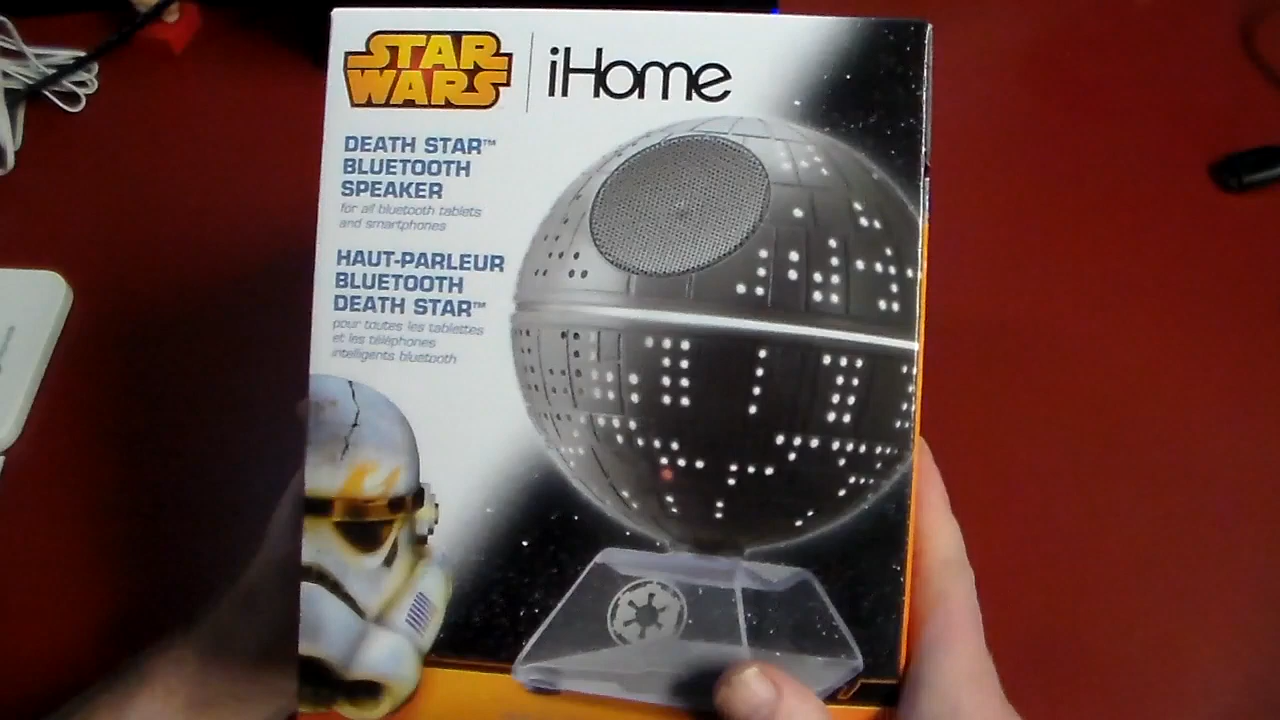 STAR
WARS
iHome
DEATH STAR™
BLUETOOTH
SPEAKER
for all bluetooth tablets
and smartphones
HAUT-PARLEUR
BLUETOOTH
DEATH STAR™
pour toutes les tablettes
et les téléphones
intelligents bluetooth